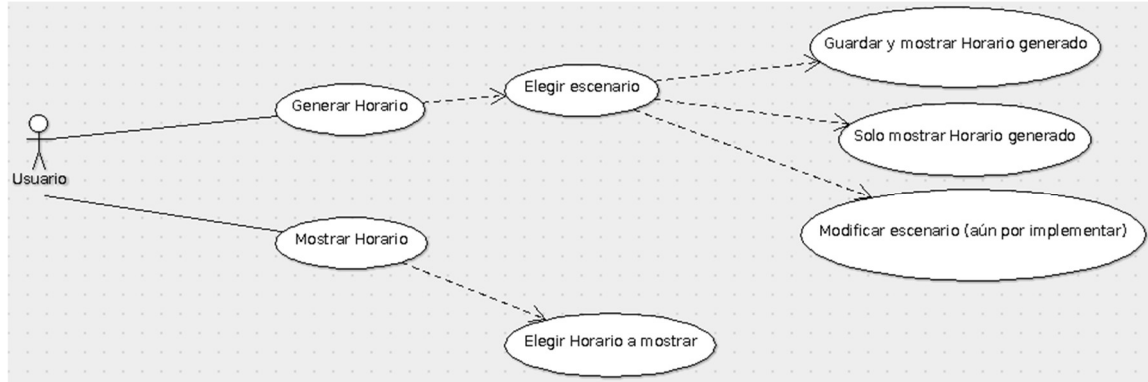 Guardar y mostrar Horario generado
Elegir escenario
Generar Horario
Solo mostrar Horario generado
Usuario
Modificar escenario (aún por implementar)
Mostrar Horario
Elegir Horario a mostrar